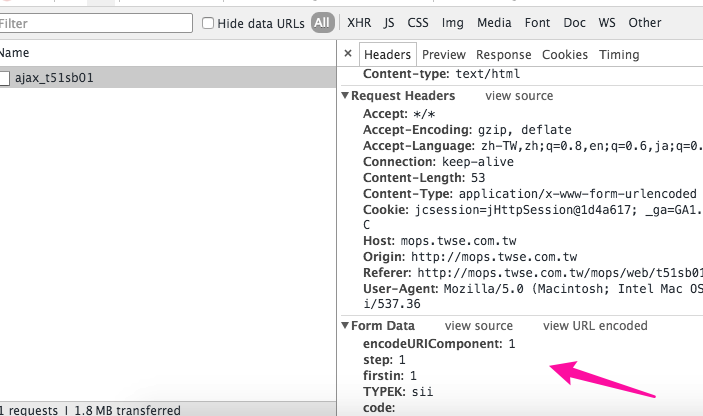 Filter
Hide data URLs
All XHR JS CSS Img Media Font Doc WS Other
Name
× Headers Preview Response Cookies Timing
ajax_t51sb01
Content-type: text/html
▼Request Headers view source
Accept: */*
Accept-Encoding: gzip, deflate
Accept-Language: zh-TW,zh;q=0.8,en;q=0.6,ja;q=0.
Connection: keep-alive
Content-Length: 53
Content-Type: application/x-www-form-urlencoded
Cookie: jcsession=jHttpSession@1d4a617; _ga=GA1.
C
Host: mops.twse.com.tw
Origin: http://mops.twse.com.tw
Referer: http://mops.twse.com.tw/mops/web/t51sb01
User-Agent: Mozilla/5.0 (Macintosh; Intel Mac OS
i/537.36
▼Form Data view source view URL encoded
encodeURIComponent: 1
step: 1
firstin: 1
TYPEK: sii
code:
1 requests | 1.8 MB transferred